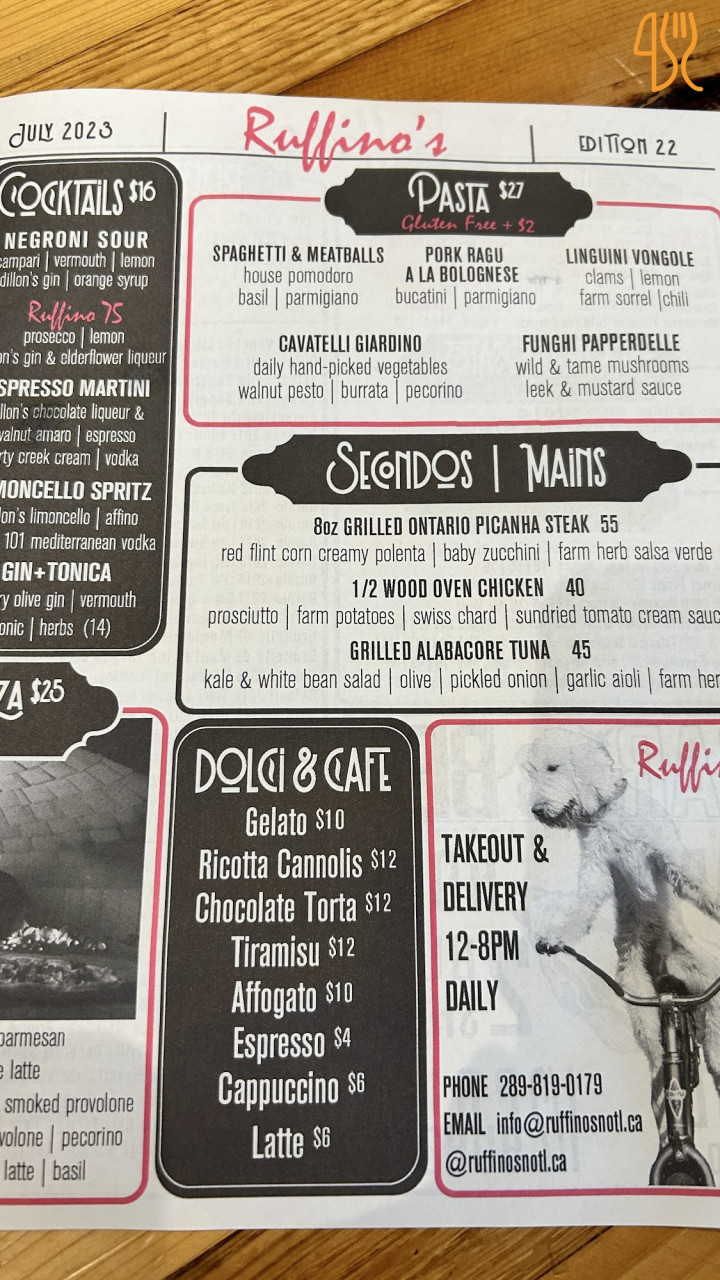 JULY 2023
Ruffino's
EDITION 22
COCKTAILS $16
NEGRONI SOUR
campari | vermouth | lemon
dillon's gin | orange syrup
Ruffino 75
prosecco | lemon
on's gin & elderflower liqueur
SPRESSO MARTINI
llon's chocolate liqueur &
walnut amaro | espresso
rty creek cream | vodka
MONCELLO SPRITZ
on's limoncello | affino
101 mediterranean vodka
GIN+TONICA
ry olive gin | vermouth
onic | herbs (14)
PASTA $27
Gluten Free + $2
SPAGHETTI & MEATBALLS
house pomodoro
basil | parmigiano
PORK RAGU
A LA BOLOGNESE
bucatini | parmigiano
LINGUINI VONGOLE
clams | lemon
farm sorrel |chili
CAVATELLI GIARDINO
daily hand-picked vegetables
walnut pesto | burrata | pecorino
FUNGHI PAPPERDELLE
wild & tame mushrooms
leek & mustard sauce
SECONDOS | MAINS
8oz GRILLED ONTARIO PICANHA STEAK 55
red flint corn creamy polenta | baby zucchini | farm herb salsa verde
1/2 WOOD OVEN CHICKEN 40
prosciutto | farm potatoes | swiss chard | sundried tomato cream sauc
GRILLED ALABACORE TUNA 45
kale & white bean salad | olive | pickled onion | garlic aioli | farm her
ZA $25
parmesan
e latte
smoked provolone
volone | pecorino
latte | basil
DOLCI & CAFE
Gelato $10
Ricotta Cannolis $12
Chocolate Torta $12
Tiramisu $12
Affogato $10
Espresso $4
Cappuccino $6
Latte $6
Ruffi
TAKEOUT &
DELIVERY
12-8PM
DAILY
PHONE 289-819-0179
EMAIL info@ruffinosnotl.ca
@ruffinosnotl.ca